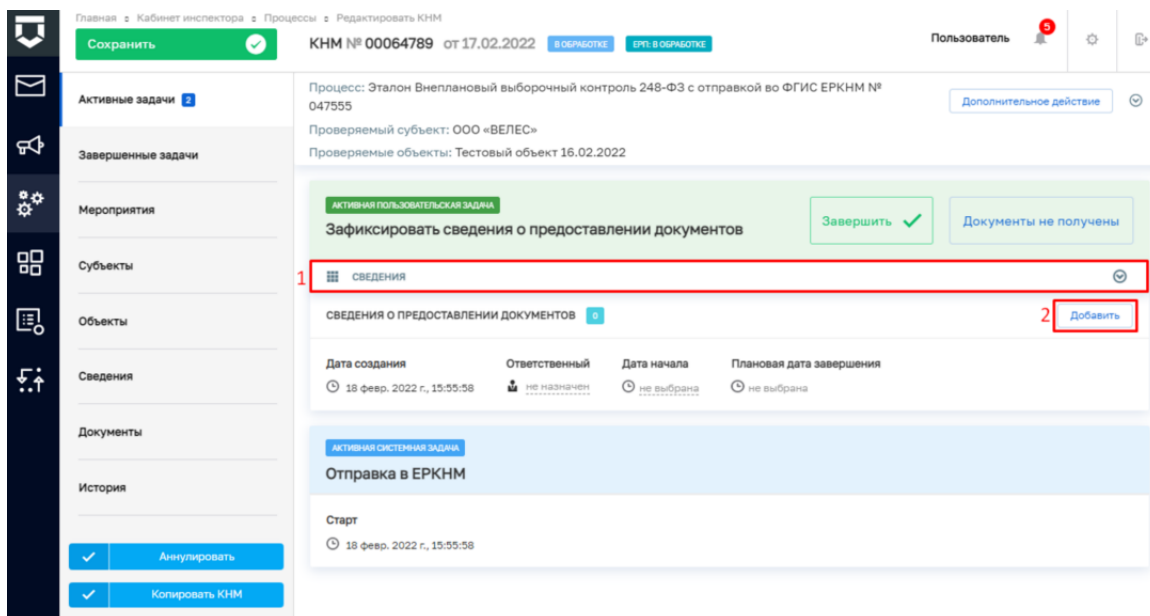 Главная Кабинет инспектора Процессы Редактировать КНМ
Сохранить
КНМ № 00064789 от 17.02.2022 В ОБРАБОТКЕ ЕРП: В ОБРАБОТКЕ
Пользователь 5
Активные задачи 2
Завершенные задачи
Мероприятия
Субъекты
Объекты
Сведения
Документы
История
Аннулировать
Копировать КНМ
Процесс: Эталон Внеплановый выборочный контроль 248-ФЗ с отправкой во ФГИС ЕРКНМ №
047555
Дополнительное действие
Проверяемый субъект: ООО «ВЕЛЕС»
Проверяемые объекты: Тестовый объект 16.02.2022
АКТИВНАЯ ПОЛЬЗОВАТЕЛЬСКАЯ ЗАДАЧА
Зафиксировать сведения о предоставлении документов
Завершить
Документы не получены
1 СВЕДЕНИЯ
СВЕДЕНИЯ О ПРЕДОСТАВЛЕНИИ ДОКУМЕНТОВ 0
2 Добавить
Дата создания Ответственный Дата начала Плановая дата завершения
18 февр. 2022 г., 15:55:58 не назначен не выбрана не выбрана
АКТИВНАЯ СИСТЕМНАЯ ЗАДАЧА
Отправка в ЕРКНМ
Старт
18 февр. 2022 г., 15:55:58